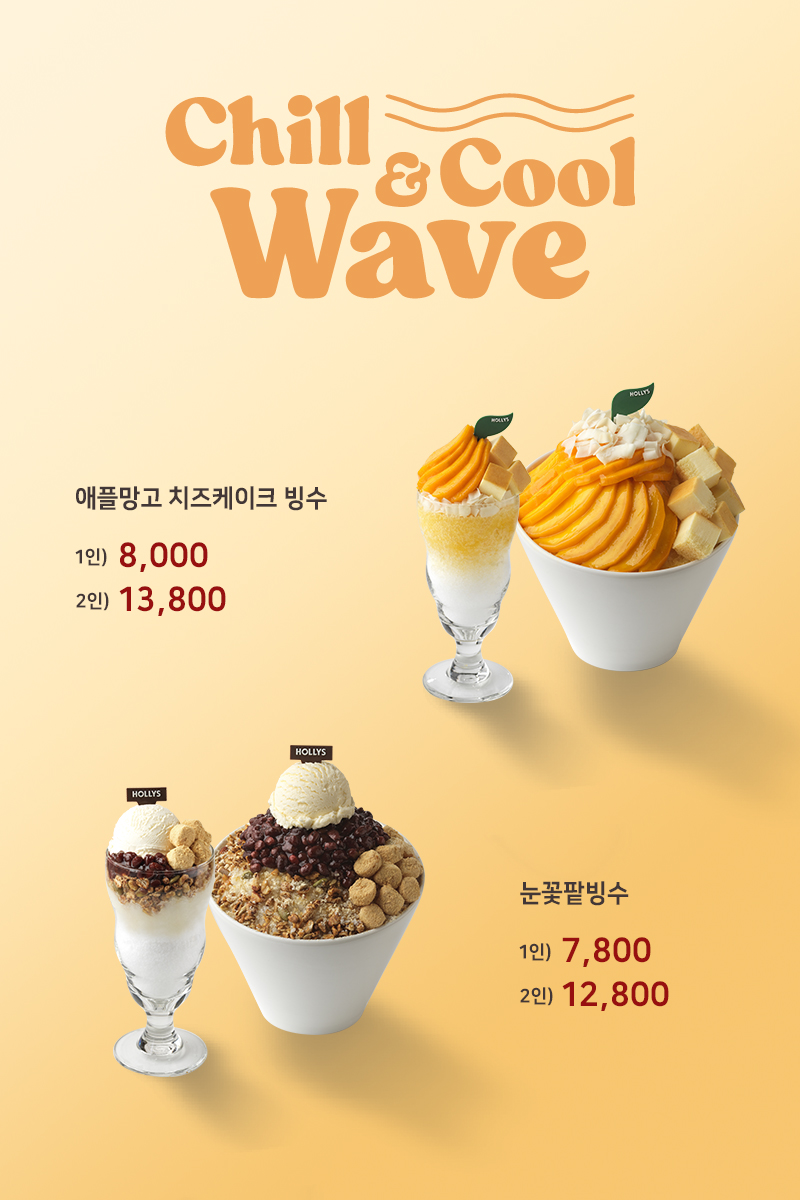 Chill
& Cool
Wave
HOLLYS
HOLLYS
애플망고 치즈케이크 빙수
1인) 8,000
2인) 13,800
HOLLYS
HOLLYS
눈꽃팥빙수
1인) 7,800
2인) 12,800